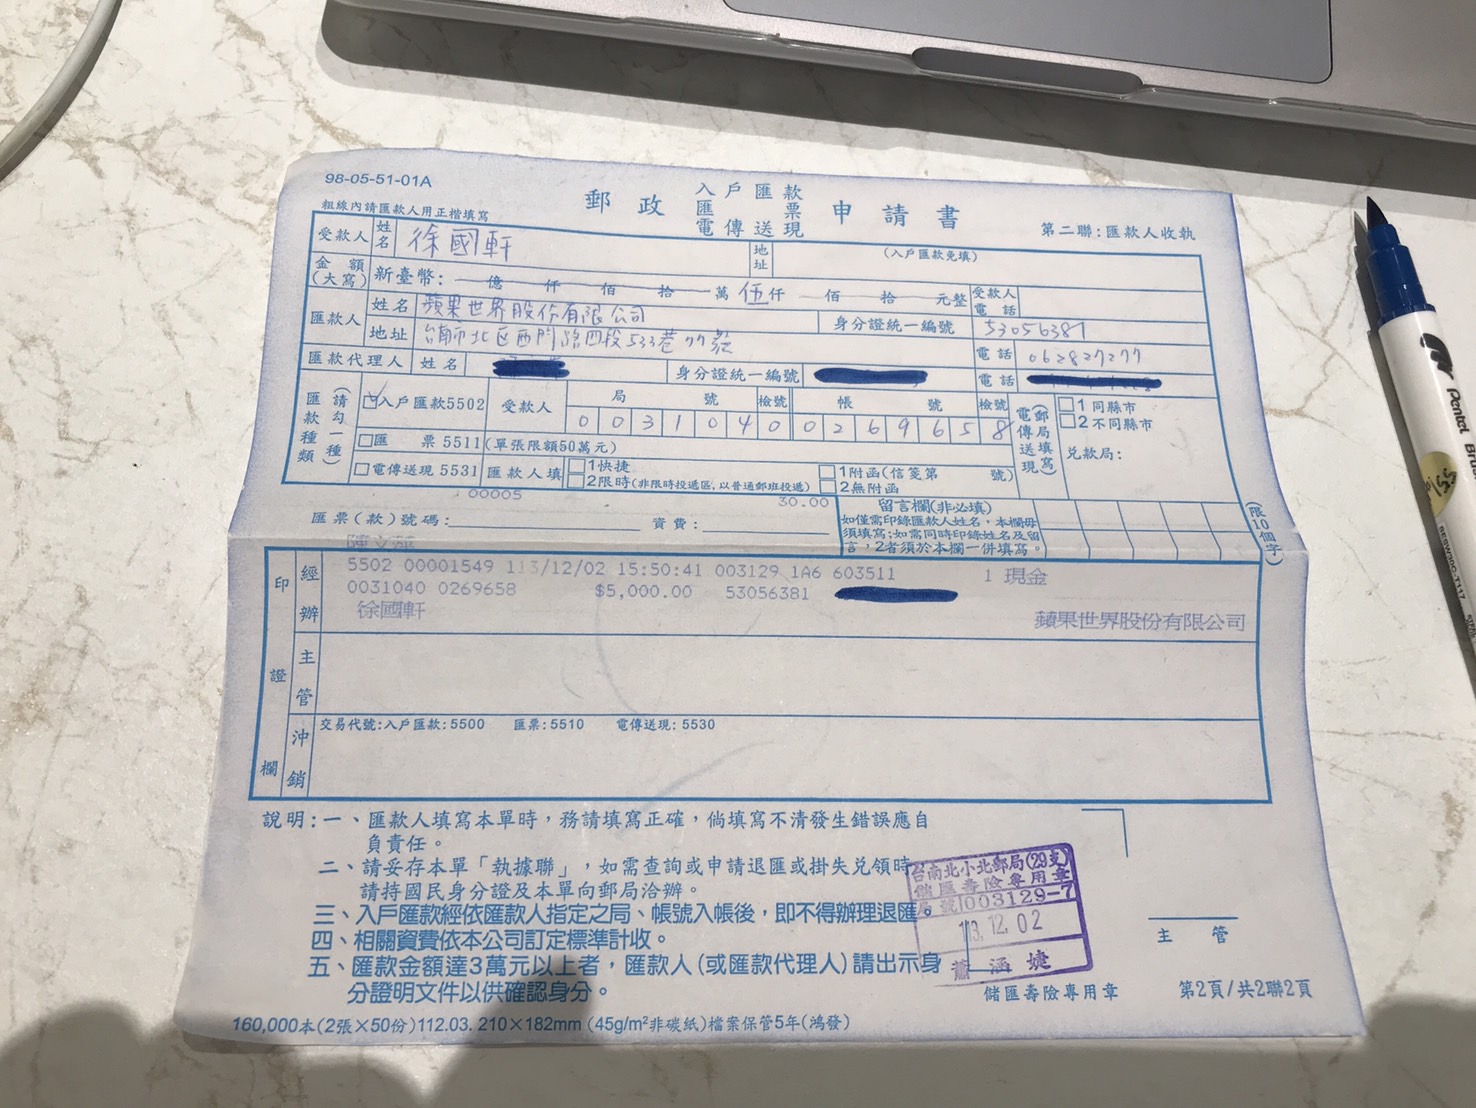 98-05-51-01A
郵政 入戶匯款 匯票 電傳送現 申請書
粗線內請匯款人用正楷填寫
第二聯:匯款人收執
受款人 姓名 徐國軒 地址 (入戶匯款免填)
金額(大寫) 新臺幣: 億 仟 佰 拾 萬 伍 仟 佰 拾 元整 受款人電話
匯款人 姓名 蘋果世界股份有限公司 身分證統一編號 53056381
地址 台南市北區西門路四段533巷77號 電話 062827277
匯款代理人 姓名 身分證統一編號 電話
匯款種類(請勾一種) 入戶匯款5502 受款人 局號 檢號 帳號 檢號
0 0 3 1 0 4 0 0 2 6 9 6 5 8
電傳送現(郵局填寫) 1 同縣市
2 不同縣市
兌款局:
匯票 5511(單張限額50萬元)
電傳送現 5531 匯款人填 1快捷
2限時(非限時投遞區,以普通郵班投遞)
1附函(信箋第 號)
2無附函
00005 30.00
匯票(款)號碼: 資費:
留言欄(非必填)
如僅需印錄匯款人姓名,本欄毋
須填寫;如需同時印錄姓名及留
言,2者須於本欄一併填寫。
(限10個字)
印證欄
經辦
5502 00001549 113/12/02 15:50:41 003129 1A6 603511 1 現金
0031040 0269658 $5,000.00 53056381
徐國軒 蘋果世界股份有限公司
主管
沖銷
交易代號:入戶匯款:5500 匯票:5510 電傳送現:5530
說明:一、匯款人填寫本單時,務請填寫正確,倘填寫不清發生錯誤應自
負責任。
二、請妥存本單「執據聯」,如需查詢或申請退匯或掛失兌領時,
請持國民身分證及本單向郵局洽辦。
三、入戶匯款經依匯款人指定之局、帳號入帳後,即不得辦理退匯。
四、相關資費依本公司訂定標準計收。
五、匯款金額達3萬元以上者,匯款人(或匯款代理人)請出示身
分證明文件以供確認身分。
台南北小北郵局(29支)
儲匯壽險專用章
局號003129-7
113.12.02
蕭涵婕
儲匯壽險專用章
主管
第2頁/共2聯2頁
160,000本(2張×50份)112.03. 210×182mm (45g/m²非碳紙)檔案保管5年(鴻發)
Pentel